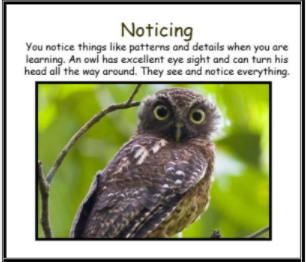 Noticing
You notice things like patterns and details when you are
learning. An owl has excellent eye sight and can turn his
head all the way around. They see and notice everything.